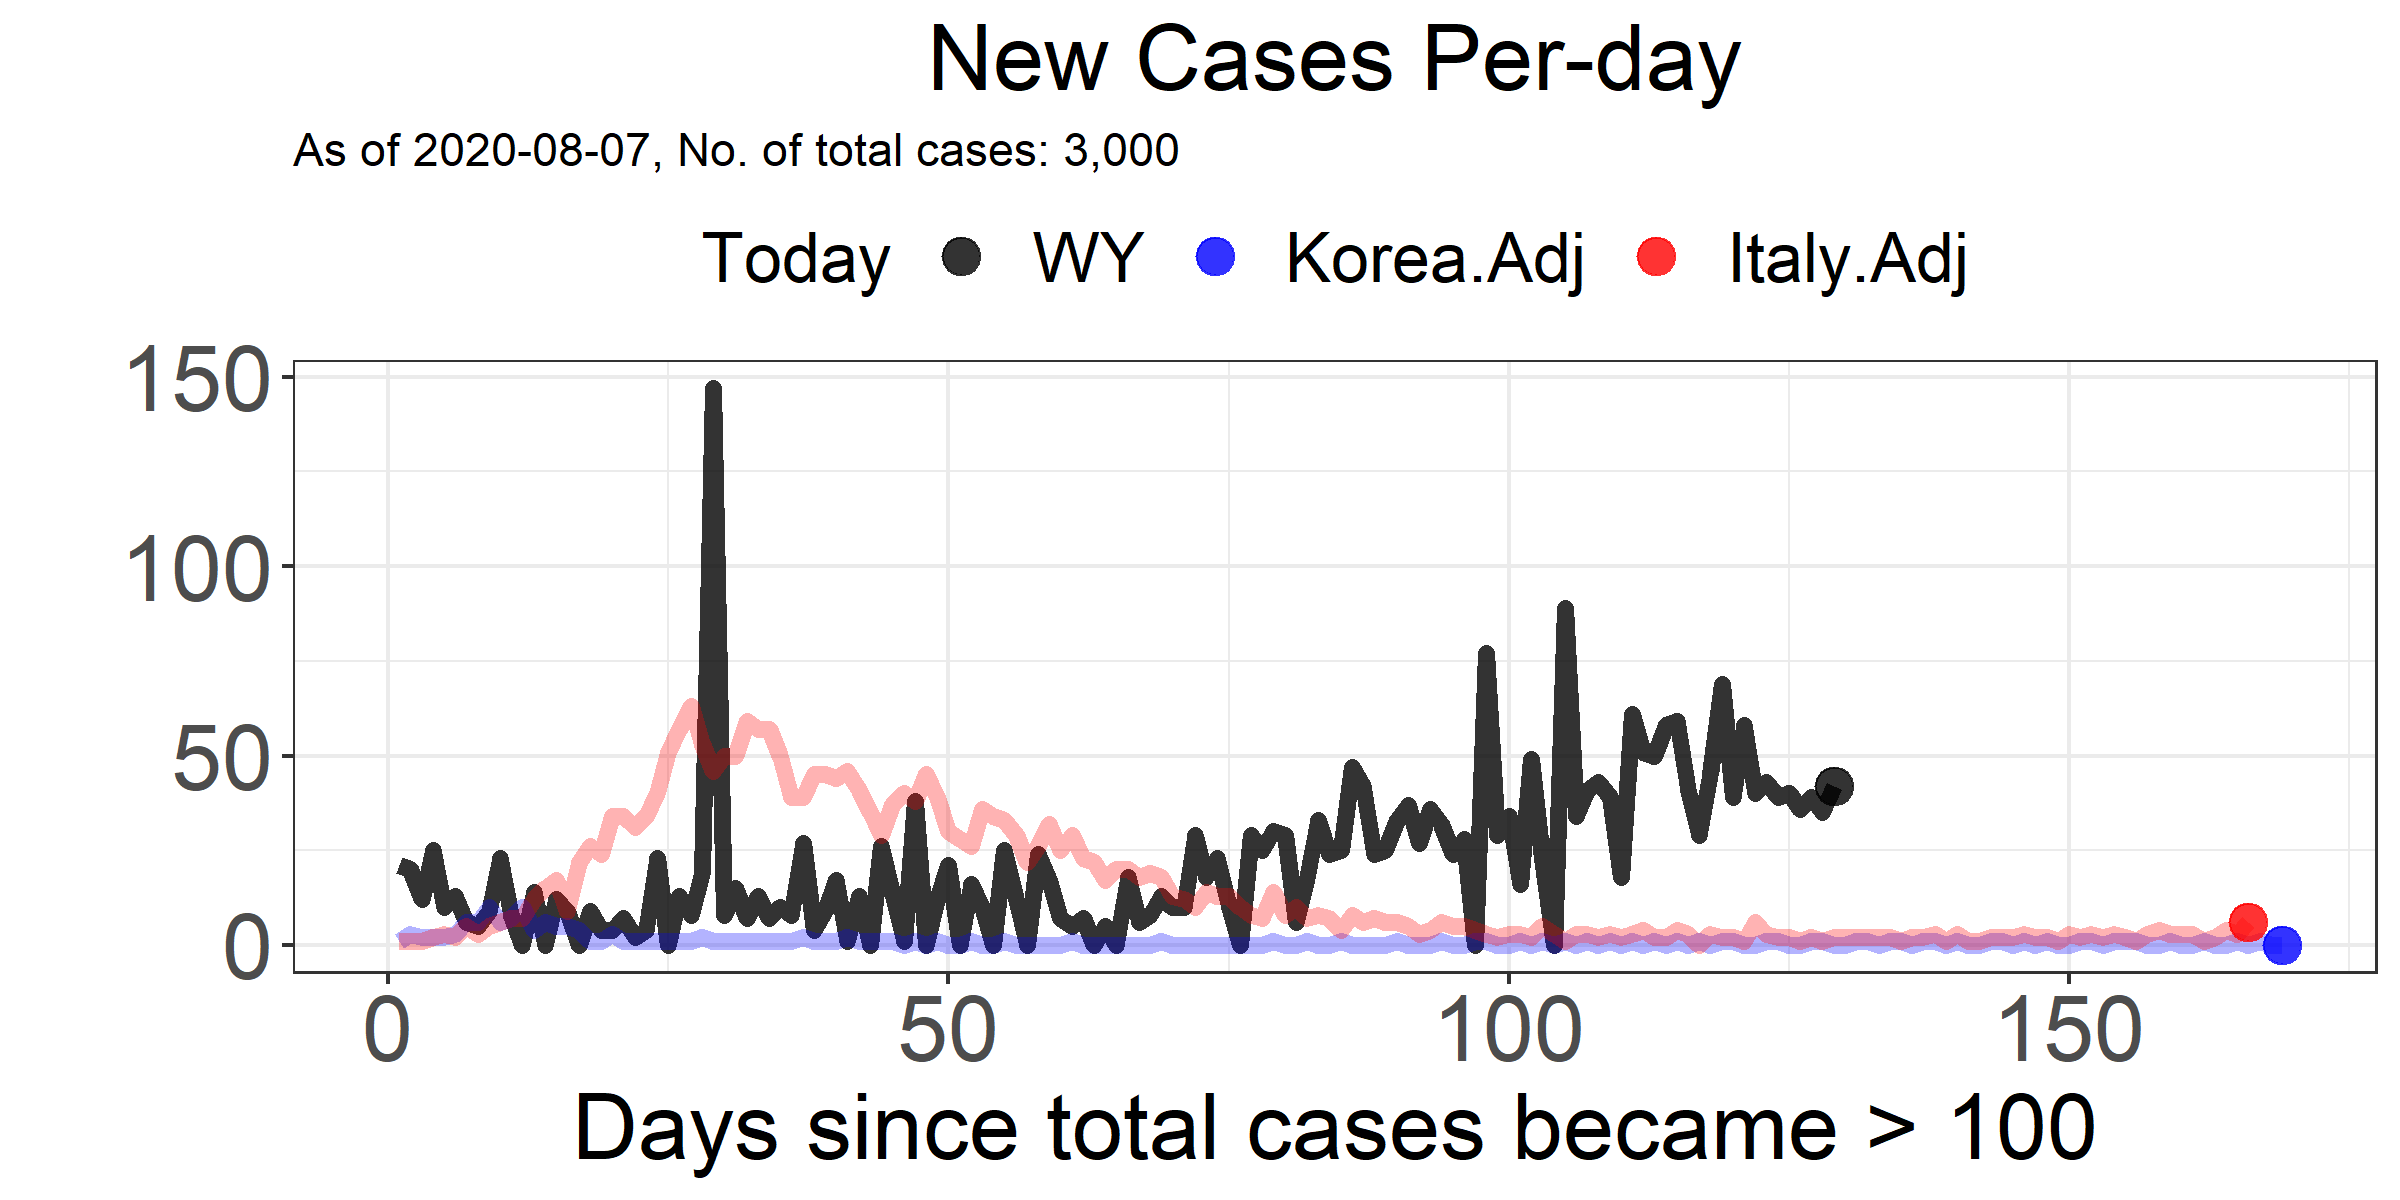 New Cases Per-day
As of 2020-08-07, No. of total cases: 3,000
Today WY Korea.Adj Italy.Adj
150
100
50
0
0 50 100 150
Days since total cases became > 100